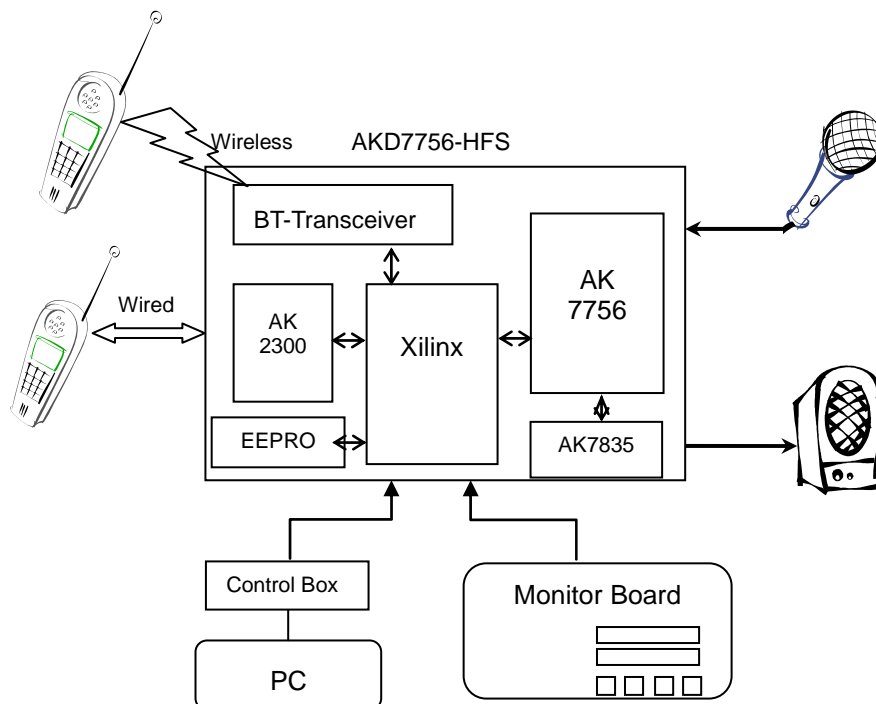 Wireless
AKD7756-HFS
BT-Transceiver
AK
7756
Wired
AK
2300
Xilinx
EEPRO
AK7835
Control Box
Monitor Board
PC